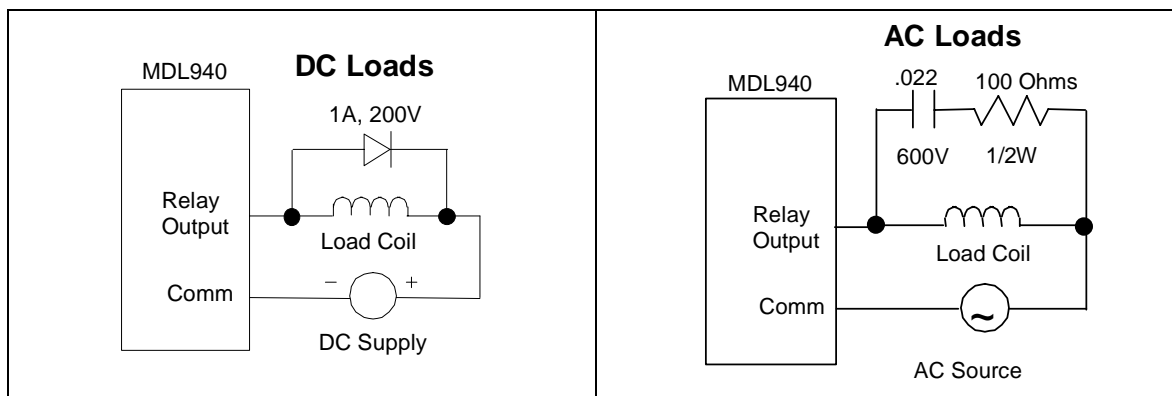 DC Loads
MDL940
1A, 200V
Relay
Output
Load Coil
Comm
− +
DC Supply
AC Loads
MDL940
.022 100 Ohms
600V 1/2W
Relay
Output
Load Coil
Comm
~
AC Source